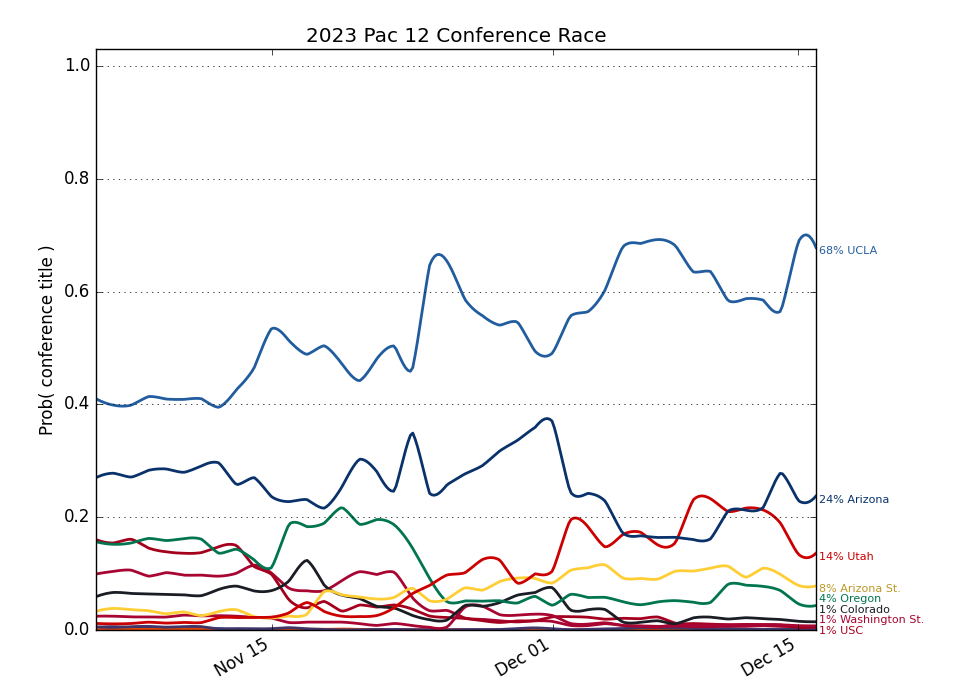 2023 Pac 12 Conference Race
Prob( conference title )
1.0
0.8
0.6
0.4
0.2
0.0
Nov 15
Dec 01
Dec 15
68% UCLA
24% Arizona
14% Utah
8% Arizona St.
4% Oregon
1% Colorado
1% Washington St.
1% USC